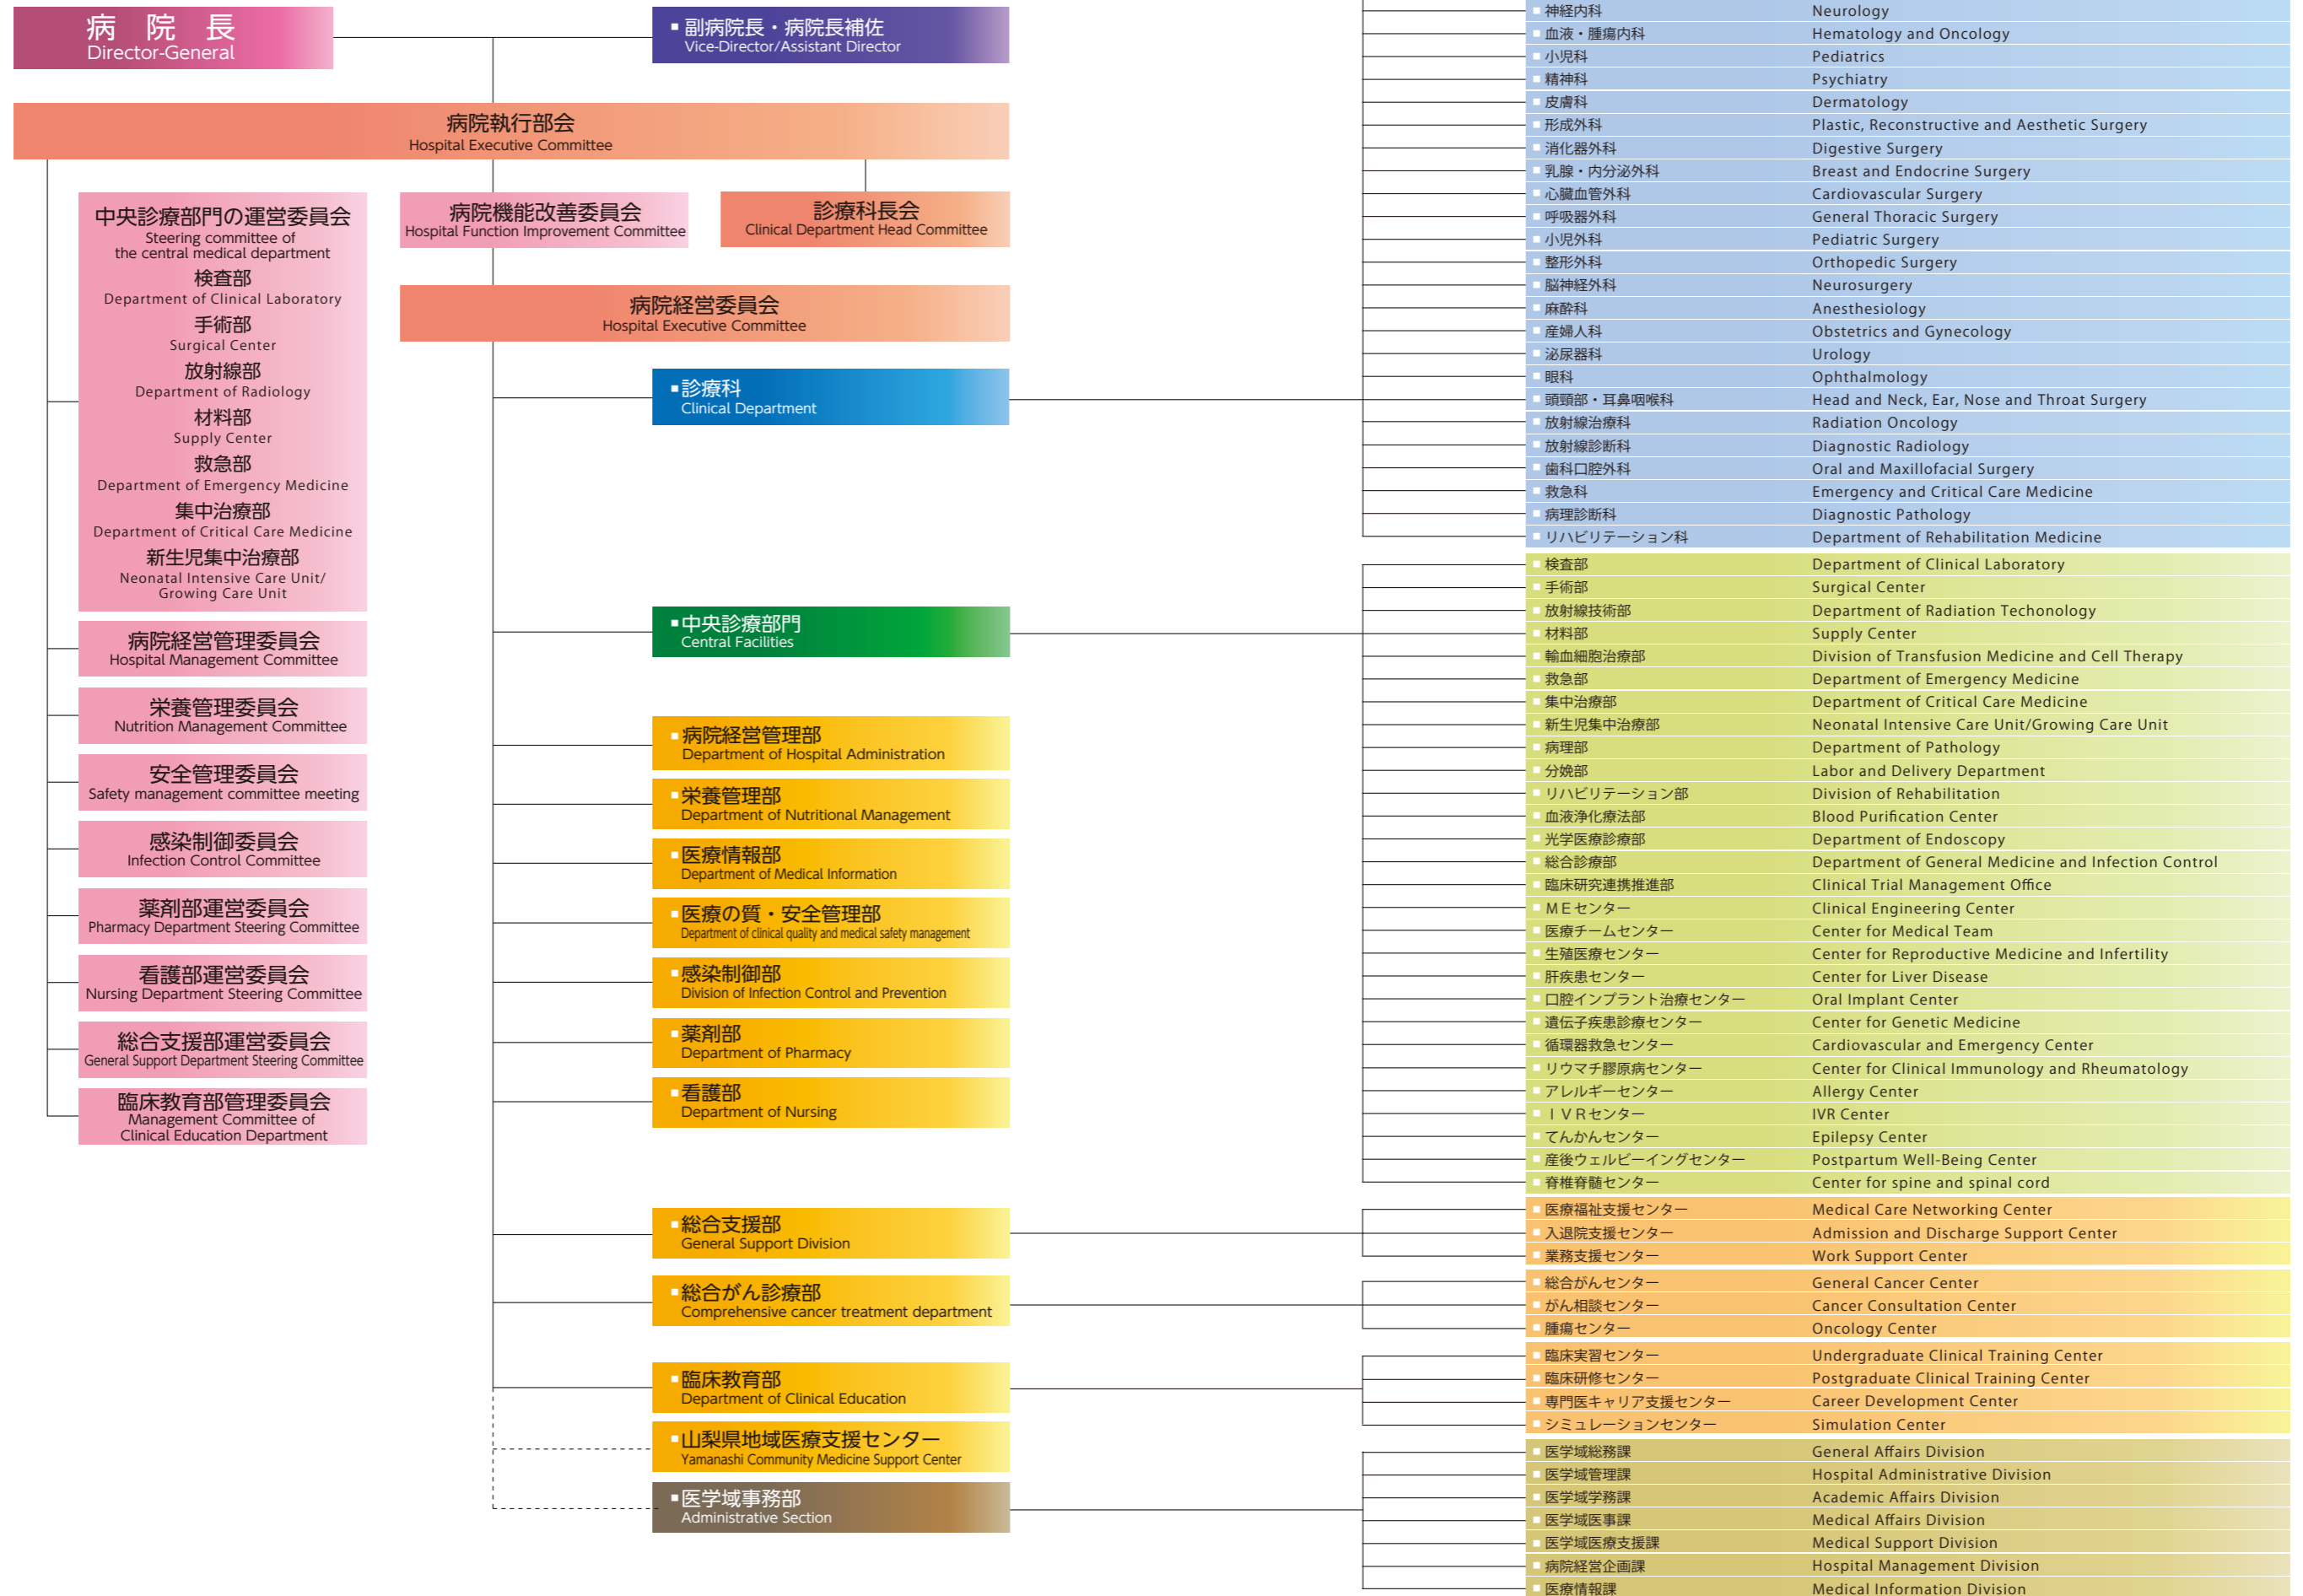 病 院 長
Director-General
副病院長・病院長補佐
Vice-Director/Assistant Director
病院執行部会
Hospital Executive Committee
中央診療部門の運営委員会
Steering committee of
the central medical department
検査部
Department of Clinical Laboratory
手術部
Surgical Center
放射線部
Department of Radiology
材料部
Supply Center
救急部
Department of Emergency Medicine
集中治療部
Department of Critical Care Medicine
新生児集中治療部
Neonatal Intensive Care Unit/
Growing Care Unit
病院経営管理委員会
Hospital Management Committee
栄養管理委員会
Nutrition Management Committee
安全管理委員会
Safety management committee meeting
感染制御委員会
Infection Control Committee
薬剤部運営委員会
Pharmacy Department Steering Committee
看護部運営委員会
Nursing Department Steering Committee
総合支援部運営委員会
General Support Department Steering Committee
臨床教育部管理委員会
Management Committee of
Clinical Education Department
病院機能改善委員会
Hospital Function Improvement Committee
診療科長会
Clinical Department Head Committee
病院経営委員会
Hospital Executive Committee
診療科
Clinical Department
中央診療部門
Central Facilities
病院経営管理部
Department of Hospital Administration
栄養管理部
Department of Nutritional Management
医療情報部
Department of Medical Information
医療の質・安全管理部
Department of clinical quality and medical safety management
感染制御部
Division of Infection Control and Prevention
薬剤部
Department of Pharmacy
看護部
Department of Nursing
総合支援部
General Support Division
総合がん診療部
Comprehensive cancer treatment department
臨床教育部
Department of Clinical Education
山梨県地域医療支援センター
Yamanashi Community Medicine Support Center
医学域事務部
Administrative Section
神経内科 Neurology
血液・腫瘍内科 Hematology and Oncology
小児科 Pediatrics
精神科 Psychiatry
皮膚科 Dermatology
形成外科 Plastic, Reconstructive and Aesthetic Surgery
消化器外科 Digestive Surgery
乳腺・内分泌外科 Breast and Endocrine Surgery
心臓血管外科 Cardiovascular Surgery
呼吸器外科 General Thoracic Surgery
小児外科 Pediatric Surgery
整形外科 Orthopedic Surgery
脳神経外科 Neurosurgery
麻酔科 Anesthesiology
産婦人科 Obstetrics and Gynecology
泌尿器科 Urology
眼科 Ophthalmology
頭頸部・耳鼻咽喉科 Head and Neck, Ear, Nose and Throat Surgery
放射線治療科 Radiation Oncology
放射線診断科 Diagnostic Radiology
歯科口腔外科 Oral and Maxillofacial Surgery
救急科 Emergency and Critical Care Medicine
病理診断科 Diagnostic Pathology
リハビリテーション科 Department of Rehabilitation Medicine
検査部 Department of Clinical Laboratory
手術部 Surgical Center
放射線技術部 Department of Radiation Techonology
材料部 Supply Center
輸血細胞治療部 Division of Transfusion Medicine and Cell Therapy
救急部 Department of Emergency Medicine
集中治療部 Department of Critical Care Medicine
新生児集中治療部 Neonatal Intensive Care Unit/Growing Care Unit
病理部 Department of Pathology
分娩部 Labor and Delivery Department
リハビリテーション部 Division of Rehabilitation
血液浄化療法部 Blood Purification Center
光学医療診療部 Department of Endoscopy
総合診療部 Department of General Medicine and Infection Control
臨床研究連携推進部 Clinical Trial Management Office
ＭＥセンター Clinical Engineering Center
医療チームセンター Center for Medical Team
生殖医療センター Center for Reproductive Medicine and Infertility
肝疾患センター Center for Liver Disease
口腔インプラント治療センター Oral Implant Center
遺伝子疾患診療センター Center for Genetic Medicine
循環器救急センター Cardiovascular and Emergency Center
リウマチ膠原病センター Center for Clinical Immunology and Rheumatology
アレルギーセンター Allergy Center
ＩＶＲセンター IVR Center
てんかんセンター Epilepsy Center
産後ウェルビーイングセンター Postpartum Well-Being Center
脊椎脊髄センター Center for spine and spinal cord
医療福祉支援センター Medical Care Networking Center
入退院支援センター Admission and Discharge Support Center
業務支援センター Work Support Center
総合がんセンター General Cancer Center
がん相談センター Cancer Consultation Center
腫瘍センター Oncology Center
臨床実習センター Undergraduate Clinical Training Center
臨床研修センター Postgraduate Clinical Training Center
専門医キャリア支援センター Career Development Center
シミュレーションセンター Simulation Center
医学域総務課 General Affairs Division
医学域管理課 Hospital Administrative Division
医学域学務課 Academic Affairs Division
医学域医事課 Medical Affairs Division
医学域医療支援課 Medical Support Division
病院経営企画課 Hospital Management Division
医療情報課 Medical Information Division